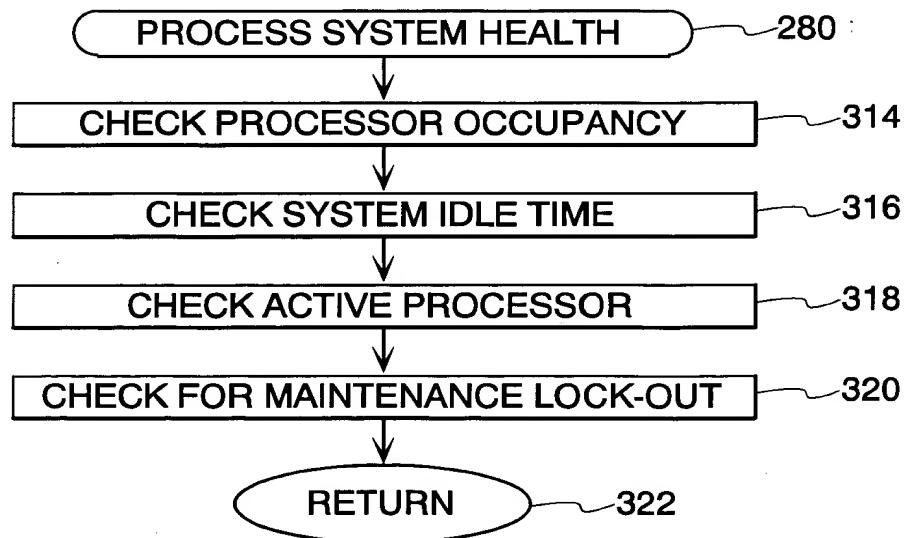 PROCESS SYSTEM HEALTH 280
CHECK PROCESSOR OCCUPANCY 314
CHECK SYSTEM IDLE TIME 316
CHECK ACTIVE PROCESSOR 318
CHECK FOR MAINTENANCE LOCK-OUT 320
RETURN 322